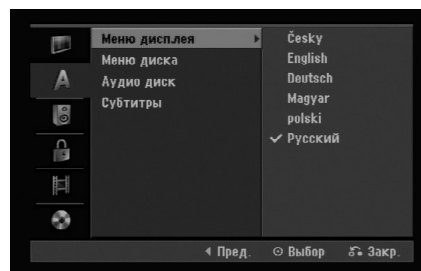 Меню дисплея
Меню диска
Аудио диск
Субтитры
Česky
English
Deutsch
Magyar
polski
✓ Русский
A
Пред.
Выбор
Закр.